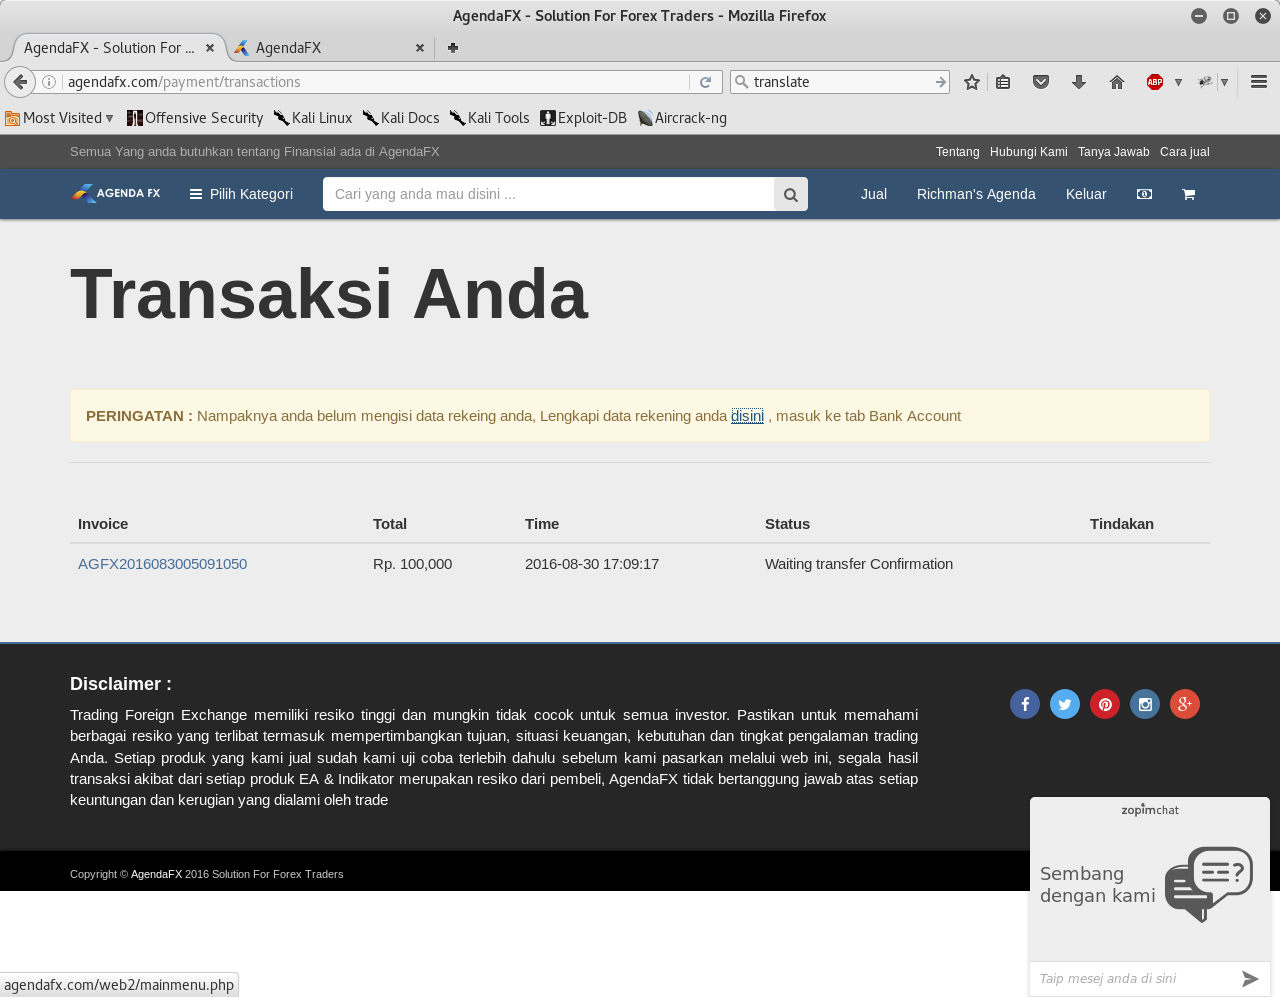 AgendaFX - Solution For Forex Traders - Mozilla Firefox
AgendaFX - Solution For ...
AgendaFX
agendafx.com/payment/transactions
translate
ABP
Most Visited
Offensive Security
Kali Linux
Kali Docs
Kali Tools
Exploit-DB
Aircrack-ng
Semua Yang anda butuhkan tentang Finansial ada di AgendaFX
Tentang Hubungi Kami Tanya Jawab Cara jual
AGENDA FX
Pilih Kategori
Cari yang anda mau disini ...
Jual
Richman's Agenda
Keluar
Transaksi Anda
PERINGATAN : Nampaknya anda belum mengisi data rekeing anda, Lengkapi data rekening anda disini , masuk ke tab Bank Account
Invoice Total Time Status Tindakan
AGFX2016083005091050 Rp. 100,000 2016-08-30 17:09:17 Waiting transfer Confirmation
Disclaimer :
Trading Foreign Exchange memiliki resiko tinggi dan mungkin tidak cocok untuk semua investor. Pastikan untuk memahami
berbagai resiko yang terlibat termasuk mempertimbangkan tujuan, situasi keuangan, kebutuhan dan tingkat pengalaman trading
Anda. Setiap produk yang kami jual sudah kami uji coba terlebih dahulu sebelum kami pasarkan melalui web ini, segala hasil
transaksi akibat dari setiap produk EA & Indikator merupakan resiko dari pembeli, AgendaFX tidak bertanggung jawab atas setiap
keuntungan dan kerugian yang dialami oleh trade
Copyright © AgendaFX 2016 Solution For Forex Traders
zopimchat
Sembang
dengan kami
Taip mesej anda di sini
agendafx.com/web2/mainmenu.php